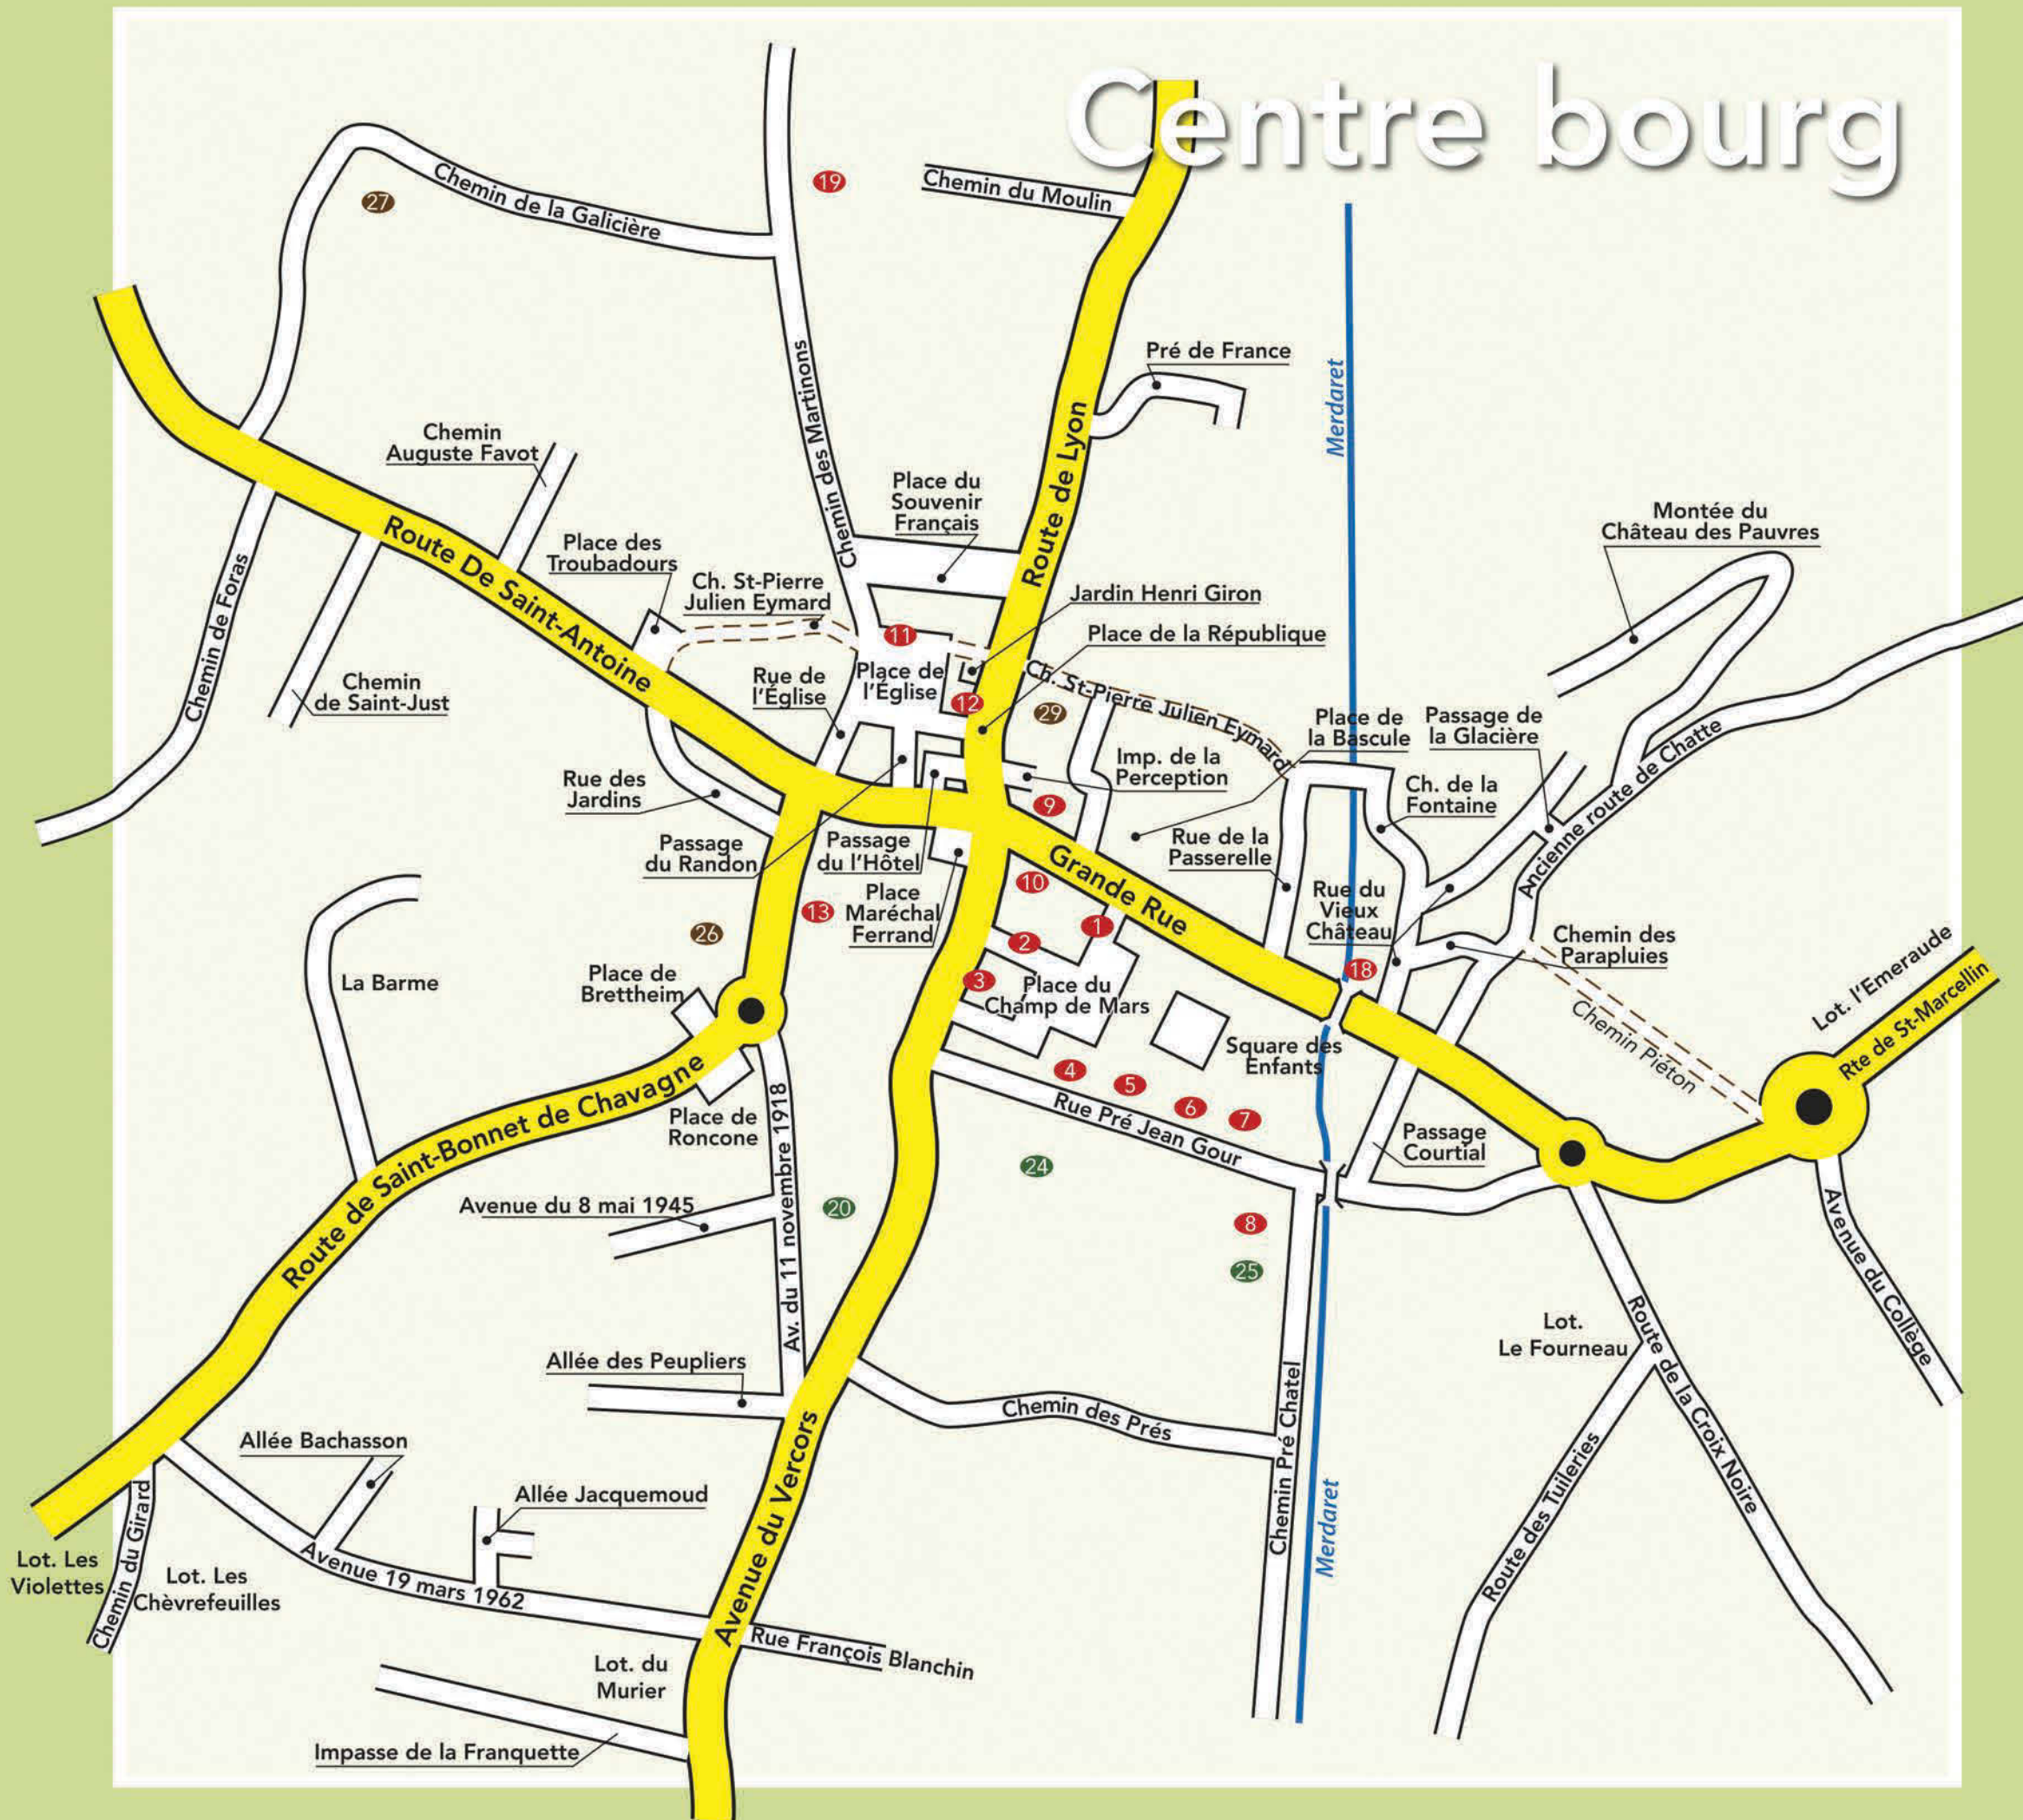 Centre bourg
19
Chemin du Moulin
27
Chemin de la Galicière
Pré de France
Merdaret
Chemin des Martinons
Route de Lyon
Chemin
Auguste Favot
Place du
Souvenir
Français
Montée du
Château des Pauvres
Route De Saint-Antoine
Place des
Troubadours
Ch. St-Pierre
Julien Eymard
Jardin Henri Giron
Place de la République
11
Chemin de Foras
Chemin
de Saint-Just
Rue de
l'Église
Place de
l'Église
12
29
Ch. St-Pierre Julien Eymard
Place de
la Bascule
Passage de
la Glacière
Ancienne route de Chatte
Rue des
Jardins
Imp. de la
Perception
Ch. de la
Fontaine
9
Passage
du Randon
Passage
du l'Hôtel
Rue de la
Passerelle
Grande Rue
10
Place
Maréchal
Ferrand
13
26
Rue du
Vieux
Château
1
2
3
18
Chemin des
Parapluies
La Barme
Place de
Brettheim
Place du
Champ de Mars
Lot. l'Emeraude
Rte de St-Marcellin
Chemin Piéton
Square des
Enfants
4
5
6
7
Rue Pré Jean Gour
Route de Saint-Bonnet de Chavagne
Place de
Roncone
Passage
Courtial
24
Av. du 11 novembre 1918
Avenue du 8 mai 1945
20
8
25
Avenue du Collège
Lot.
Le Fourneau
Route de la Croix Noire
Allée des Peupliers
Chemin des Prés
Chemin Pré Chatel
Merdaret
Route des Tuileries
Allée Bachasson
Allée Jacquemoud
Avenue du Vercors
Lot. Les
Violettes
Chemin du Girard
Lot. Les
Chèvrefeuilles
Avenue 19 mars 1962
Rue François Blanchin
Lot. du
Murier
Impasse de la Franquette